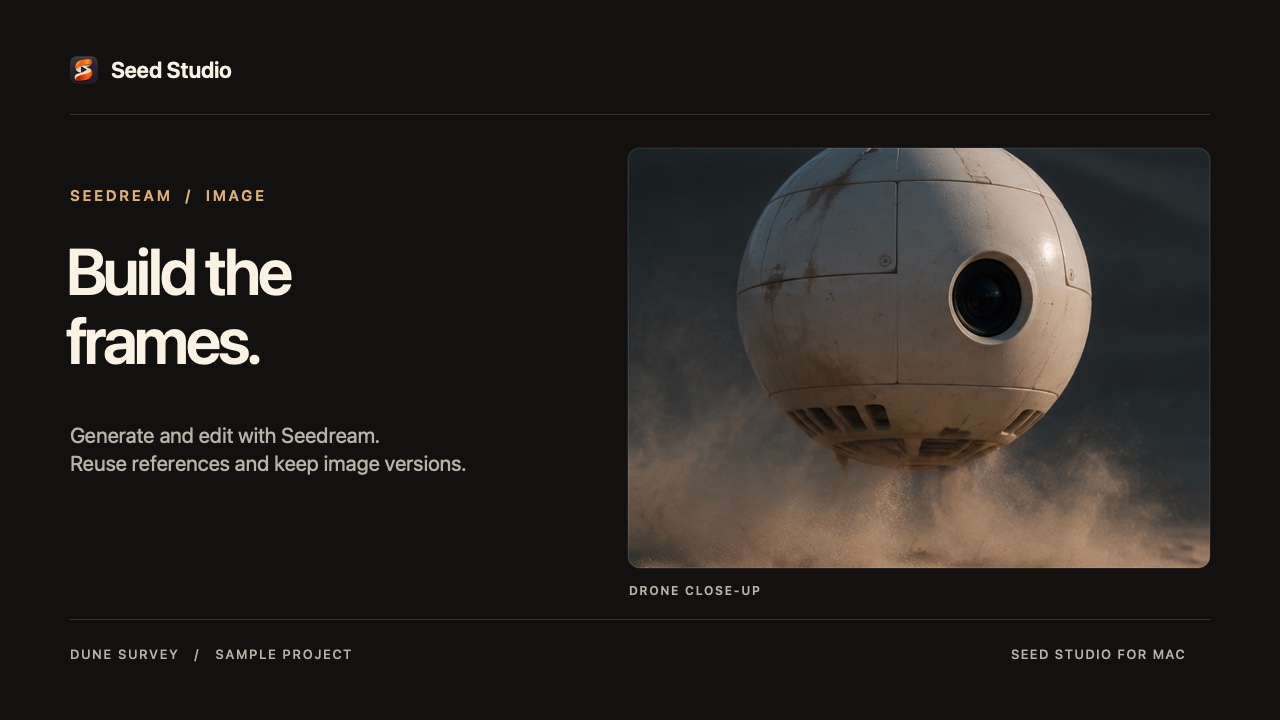 Seed Studio
SEEDREAM / IMAGE
Build the
frames.
Generate and edit with Seedream.
Reuse references and keep image versions.
DRONE CLOSE-UP
DUNE SURVEY / SAMPLE PROJECT
SEED STUDIO FOR MAC